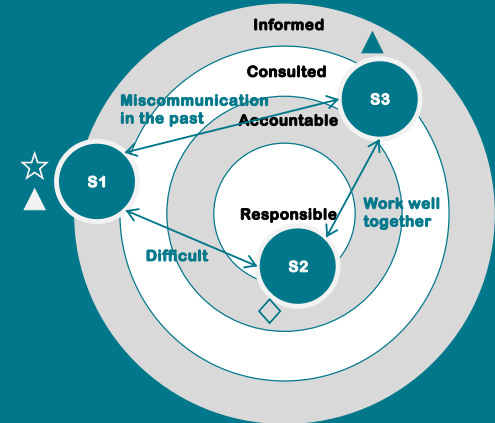 Informed
Consulted
S3
Miscommunication
in the past
Accountable
S1
Work well
together
Responsible
Difficult
S2